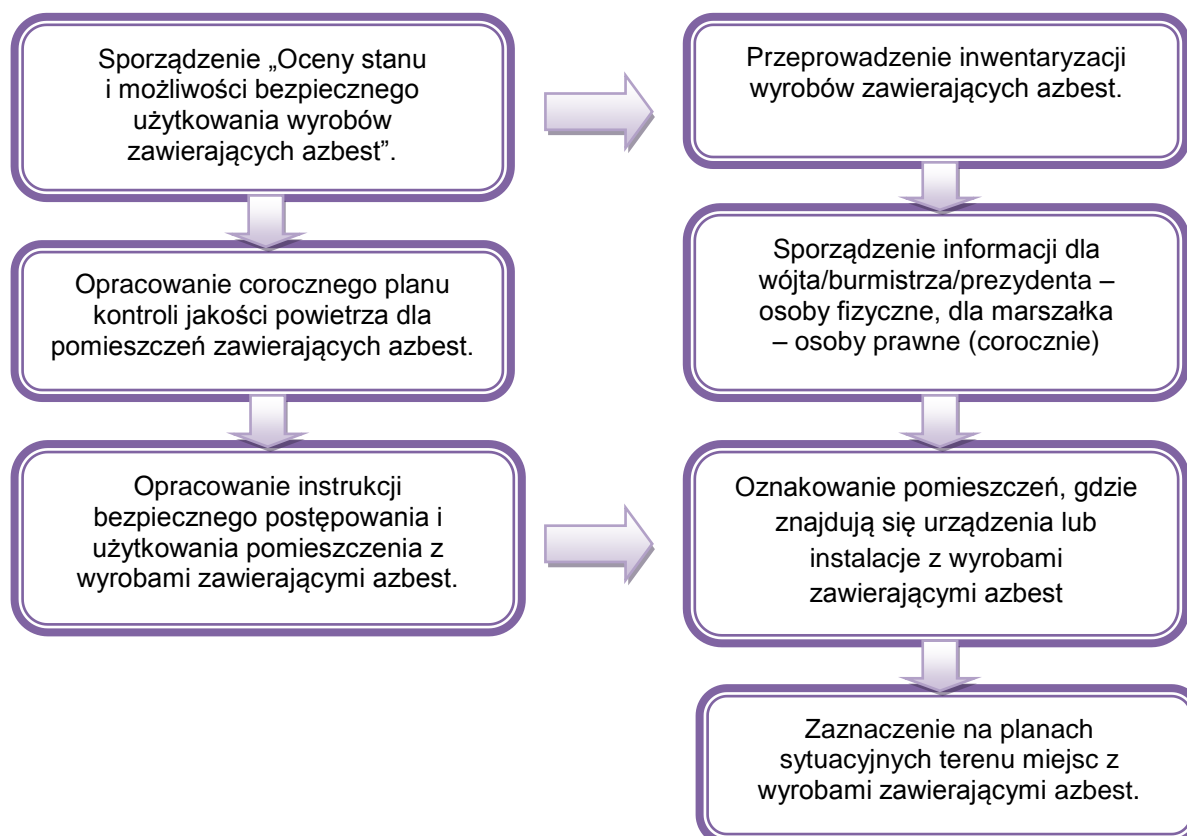 Sporządzenie „Oceny stanu
i możliwości bezpiecznego
użytkowania wyrobów
zawierających azbest”.
Przeprowadzenie inwentaryzacji
wyrobów zawierających azbest.
Opracowanie corocznego planu
kontroli jakości powietrza dla
pomieszczeń zawierających azbest.
Sporządzenie informacji dla
wójta/burmistrza/prezydenta –
osoby fizyczne, dla marszałka
– osoby prawne (corocznie)
Opracowanie instrukcji
bezpiecznego postępowania i
użytkowania pomieszczenia z
wyrobami zawierającymi azbest.
Oznakowanie pomieszczeń, gdzie
znajdują się urządzenia lub
instalacje z wyrobami
zawierającymi azbest
Zaznaczenie na planach
sytuacyjnych terenu miejsc z
wyrobami zawierającymi azbest.